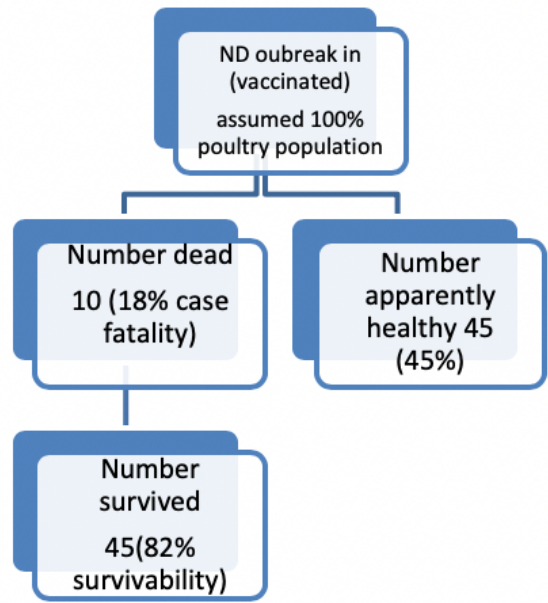 ND oubreak in
(vaccinated)
assumed 100%
poultry population
Number dead
10 (18% case
fatality)
Number
apparently
healthy 45
(45%)
Number
survived
45(82%
survivability)